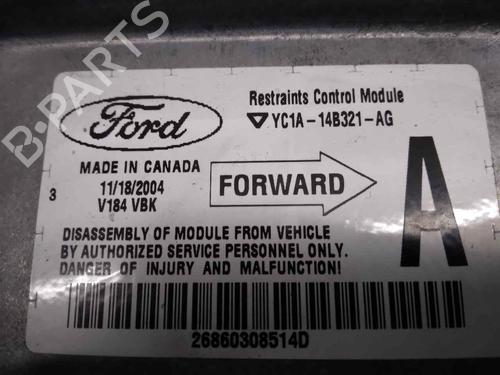 B-PARTS
Ford
Restraints Control Module
YC1A-14B321-AG
MADE IN CANADA
11/18/2004
V184 VBK
3
FORWARD
A
DISASSEMBLY OF MODULE FROM VEHICLE
BY AUTHORIZED SERVICE PERSONNEL ONLY.
DANGER OF INJURY AND MALFUNCTION!
26860308514D